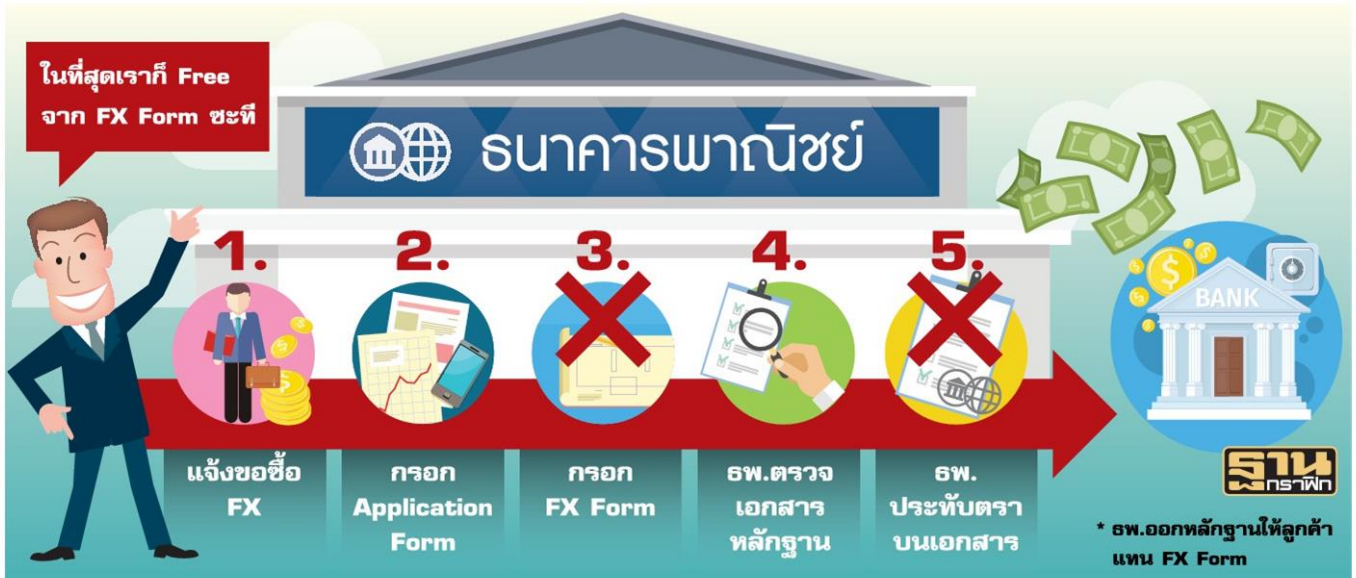 ในที่สุดเราก็ Free
จาก FX Form ซะที
ธนาคารพาณิชย์
1.
2.
3.
4.
5.
BANK
แจ้งขอซื้อ
FX
กรอก
Application
Form
กรอก
FX Form
ธพ.ตรวจ
เอกสาร
หลักฐาน
ธพ.
ประทับตรา
บนเอกสาร
ฐาน
กราฟิก
* ธพ.ออกหลักฐานให้ลูกค้า
แทน FX Form